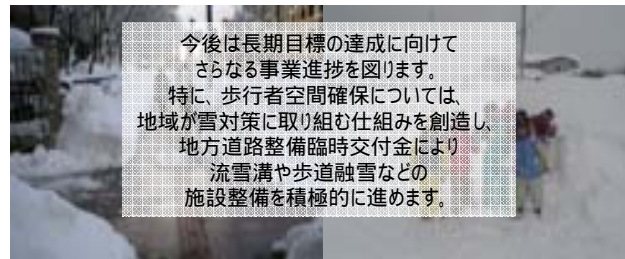 今後は長期目標の達成に向けて
さらなる事業進捗を図ります。
特に、歩行者空間確保については、
地域が雪対策に取り組む仕組みを創造し、
地方道路整備臨時交付金により
流雪溝や歩道融雪などの
施設整備を積極的に進めます。